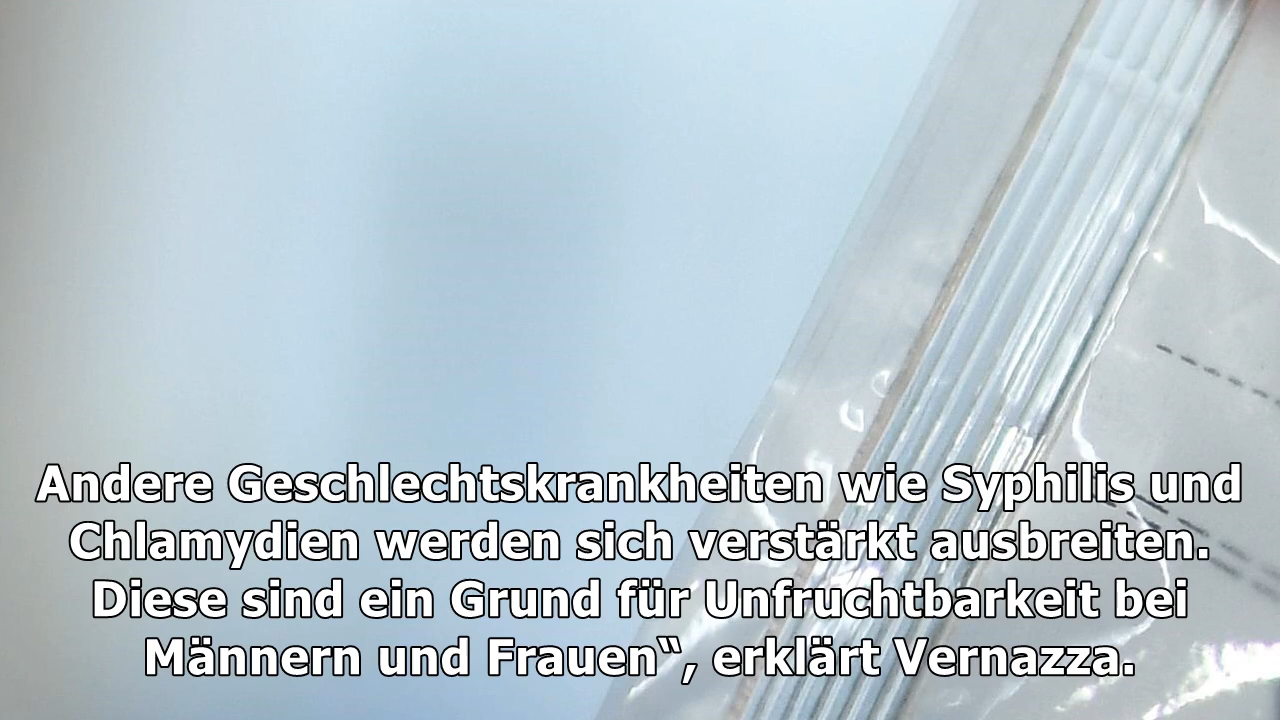 Andere Geschlechtskrankheiten wie Syphilis und
Chlamydien werden sich verstärkt ausbreiten.
Diese sind ein Grund für Unfruchtbarkeit bei
Männern und Frauen“, erklärt Vernazza.